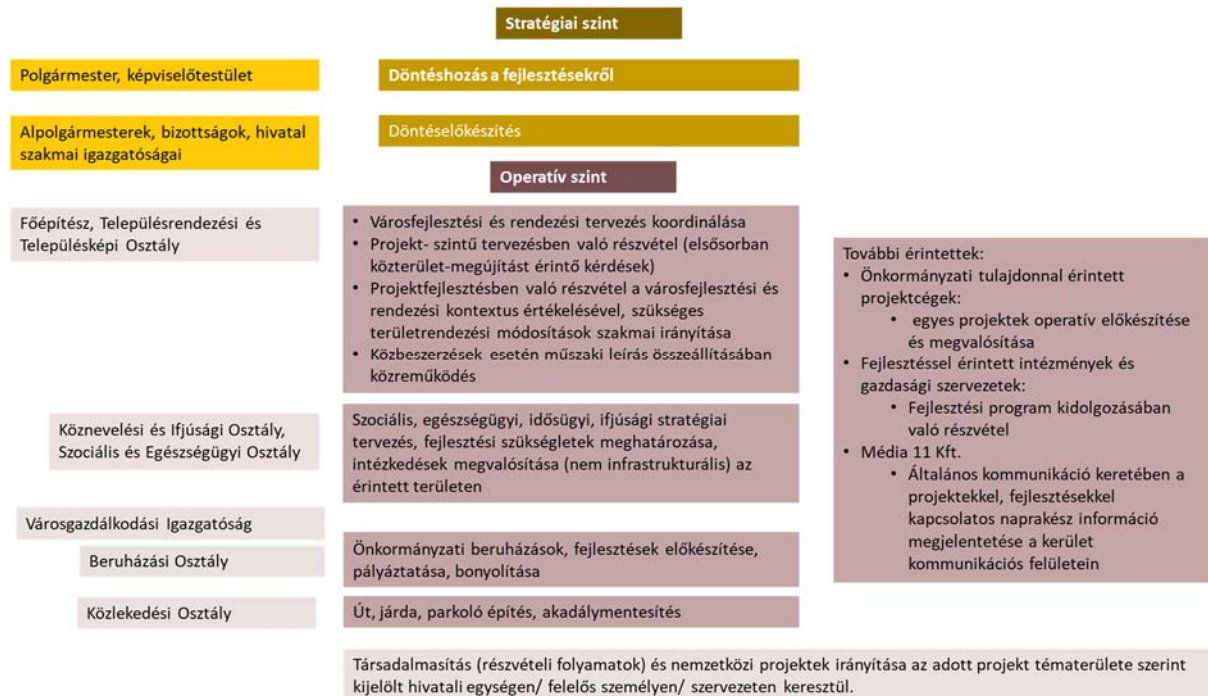 Stratégiai szint
Polgármester, képviselőtestület
Döntéshozás a fejlesztésekről
Alpolgármesterek, bizottságok, hivatal
szakmai igazgatóságai
Döntéselőkészítés
Operatív szint
Főépítész, Településrendezési és
Településképi Osztály
• Városfejlesztési és rendezési tervezés koordinálása
• Projekt- szintű tervezésben való részvétel (elsősorban
közterület-megújítást érintő kérdések)
• Projektfejlesztésben való részvétel a városfejlesztési és
rendezési kontextus értékelésével, szükséges
területrendezési módosítások szakmai irányítása
• Közbeszerzések esetén műszaki leírás összeállításában
közreműködés
Köznevelési és Ifjúsági Osztály,
Szociális és Egészségügyi Osztály
Szociális, egészségügyi, idősügyi, ifjúsági stratégiai
tervezés, fejlesztési szükségletek meghatározása,
intézkedések megvalósítása (nem infrastrukturális) az
érintett területen
Városgazdálkodási Igazgatóság
Beruházási Osztály
Önkormányzati beruházások, fejlesztések előkészítése,
pályáztatása, bonyolítása
Közlekedési Osztály
Út, járda, parkoló építés, akadálymentesítés
További érintettek:
• Önkormányzati tulajdonnal érintett
projektcégek:
• egyes projektek operatív előkészítése
és megvalósítása
• Fejlesztéssel érintett intézmények és
gazdasági szervezetek:
• Fejlesztési program kidolgozásában
való részvétel
• Média 11 Kft.
• Általános kommunikáció keretében a
projektekkel, fejlesztésekkel
kapcsolatos naprakész információ
megjelentetése a kerület
kommunikációs felületein
Társadalmasítás (részvételi folyamatok) és nemzetközi projektek irányítása az adott projekt tématerülete szerint
kijelölt hivatali egységen/ felelős személyen/ szervezeten keresztül.